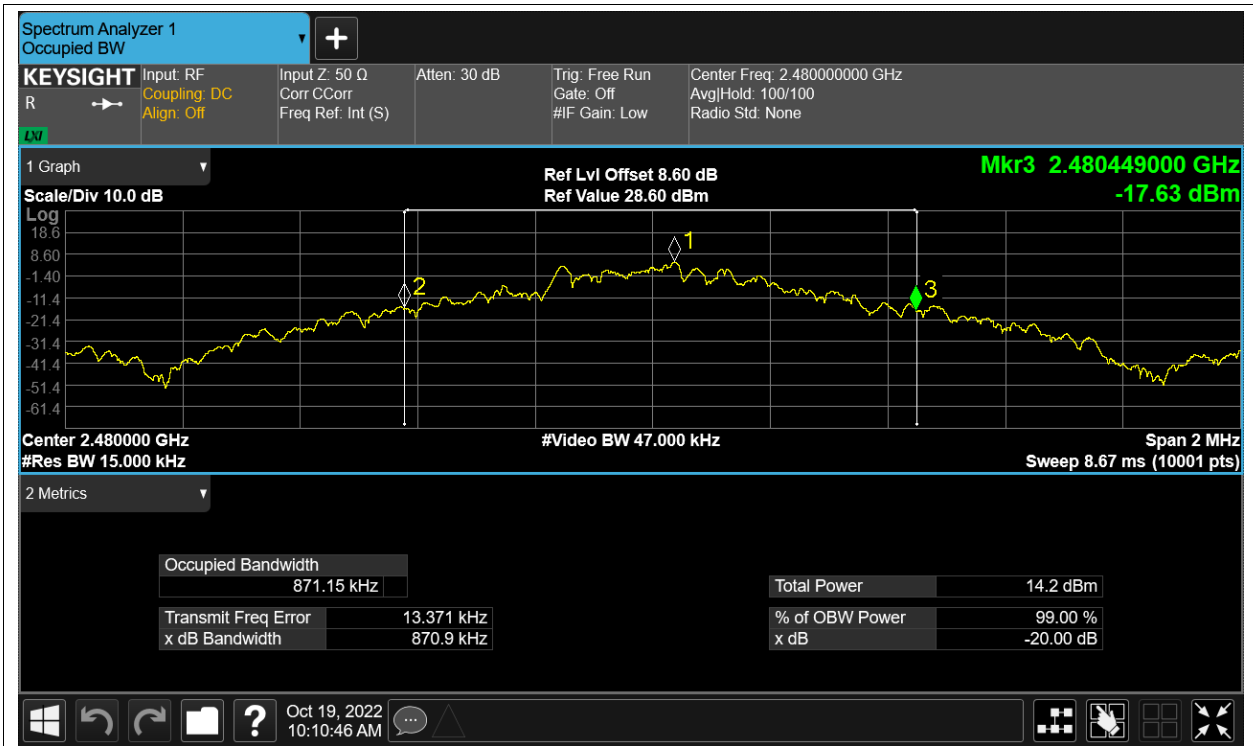 Spectrum Analyzer 1
Occupied BW
KEYSIGHT
R
LXI
Input: RF
Coupling: DC
Align: Off
Input Z: 50 Ω
Corr CCorr
Freq Ref: Int (S)
Atten: 30 dB
Trig: Free Run
Gate: Off
#IF Gain: Low
Center Freq: 2.480000000 GHz
Avg|Hold: 100/100
Radio Std: None
1 Graph
Scale/Div 10.0 dB
Ref Lvl Offset 8.60 dB
Ref Value 28.60 dBm
Mkr3 2.480449000 GHz
-17.63 dBm
Log
18.6
8.60
-1.40
-11.4
-21.4
-31.4
-41.4
-51.4
-61.4
1
2
3
Center 2.480000 GHz
#Res BW 15.000 kHz
#Video BW 47.000 kHz
Span 2 MHz
Sweep 8.67 ms (10001 pts)
2 Metrics
Occupied Bandwidth
871.15 kHz
Transmit Freq Error 13.371 kHz
x dB Bandwidth 870.9 kHz
Total Power 14.2 dBm
% of OBW Power 99.00 %
x dB -20.00 dB
?
Oct 19, 2022
10:10:46 AM